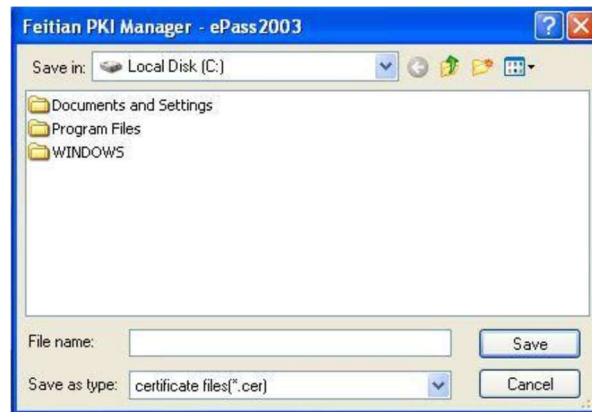 Feitian PKI Manager - ePass2003
Save in: Local Disk (C:)
Documents and Settings
Program Files
WINDOWS
File name: Save
Save as type: certificate files(*.cer) Cancel